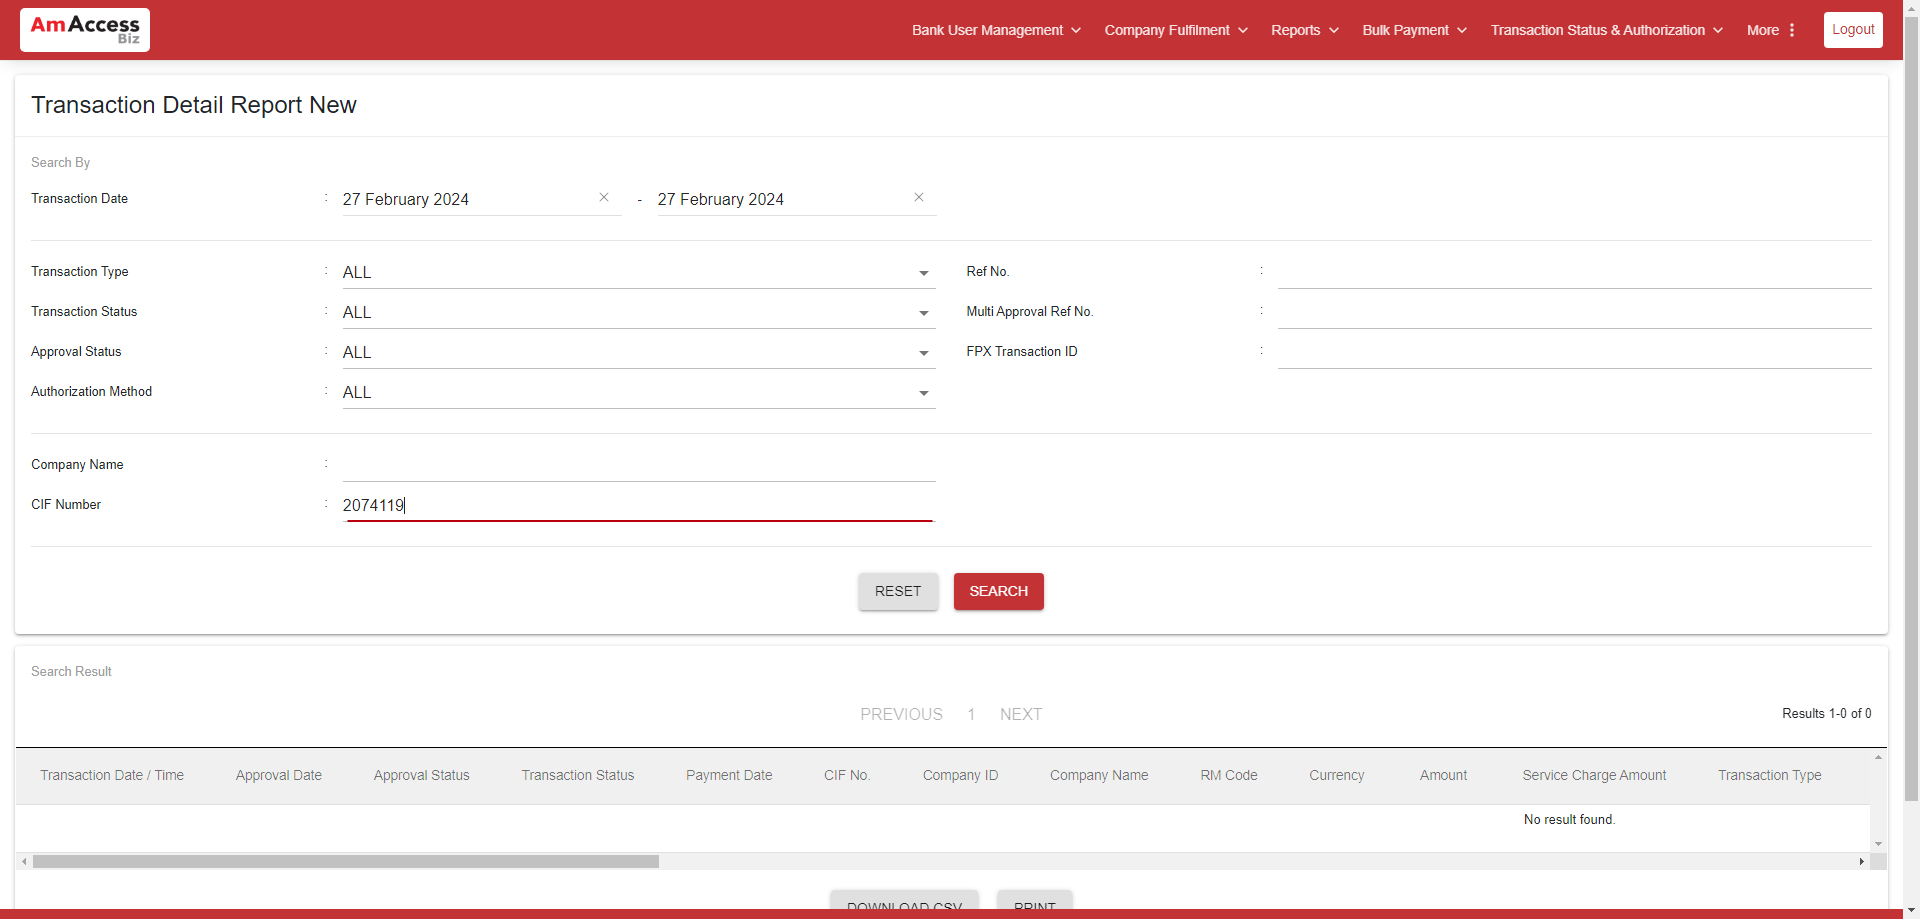 AmAccess
Biz
Bank User Management
Company Fulfilment
Reports
Bulk Payment
Transaction Status & Authorization
More
Logout
Transaction Detail Report New
Search By
Transaction Date : 27 February 2024 - 27 February 2024
Transaction Type : ALL
Ref No. :
Transaction Status : ALL
Multi Approval Ref No. :
Approval Status : ALL
FPX Transaction ID :
Authorization Method : ALL
Company Name :
CIF Number : 2074119
RESET SEARCH
Search Result
PREVIOUS 1 NEXT
Results 1-0 of 0
Transaction Date / Time Approval Date Approval Status Transaction Status Payment Date CIF No. Company ID Company Name RM Code Currency Amount Service Charge Amount Transaction Type
No result found.
DOWNLOAD CSV PRINT